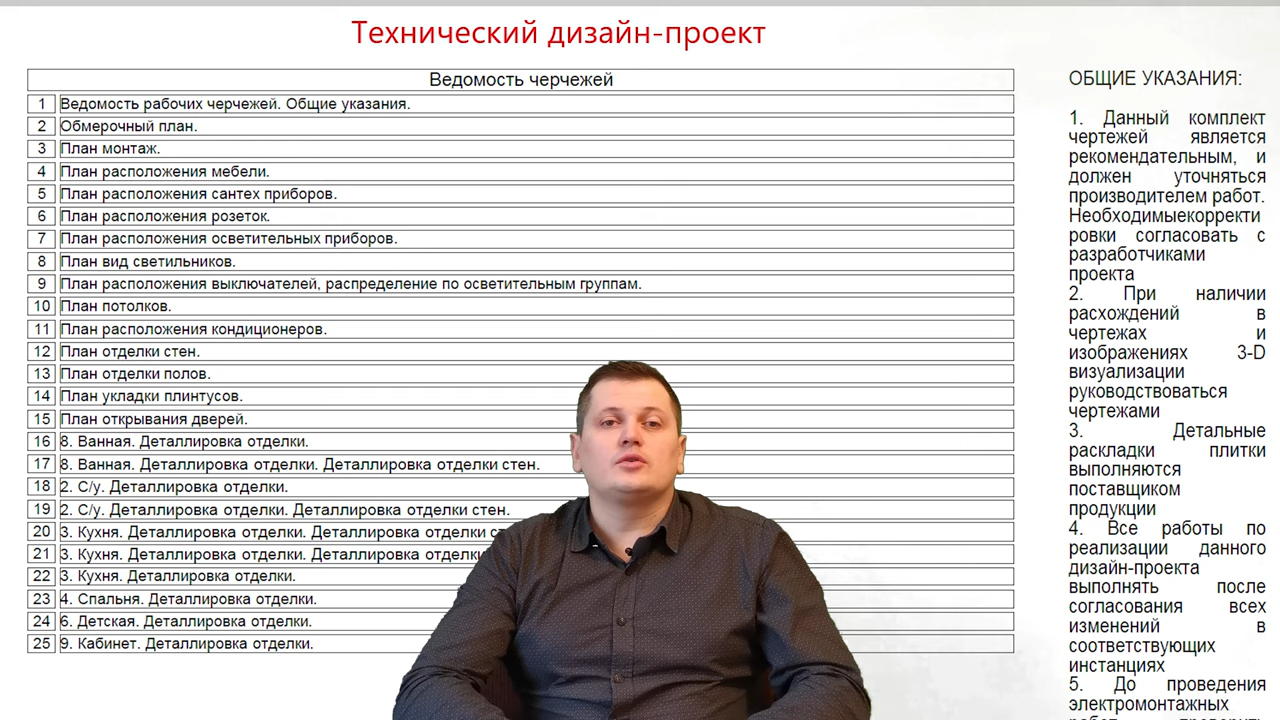 Технический дизайн-проект
Ведомость черчежей
1 Ведомость рабочих черчежей. Общие указания.
2 Обмерочный план.
3 План монтаж.
4 План расположения мебели.
5 План расположения сантех приборов.
6 План расположения розеток.
7 План расположения осветительных приборов.
8 План вид светильников.
9 План расположения выключателей, распределение по осветительным группам.
10 План потолков.
11 План расположения кондиционеров.
12 План отделки стен.
13 План отделки полов.
14 План укладки плинтусов.
15 План открывания дверей.
16 8. Ванная. Деталлировка отделки.
17 8. Ванная. Деталлировка отделки. Деталлировка отделки стен.
18 2. С/у. Деталлировка отделки.
19 2. С/у. Деталлировка отделки. Деталлировка отделки стен.
20 3. Кухня. Деталлировка отделки. Деталлировка отделки
21 3. Кухня. Деталлировка отделки. Деталлировка
22 3. Кухня. Деталлировка отделки.
23 4. Спальня. Деталлировка отделки.
24 6. Детская. Деталлировка отделки.
25 9. Кабинет. Деталлировка отделки.
ОБЩИЕ УКАЗАНИЯ:
1. Данный комплект
чертежей является
рекомендательным, и
должен уточняться
производителем работ.
Необходимыекорректи
ровки согласовать с
разработчиками
проекта
2. При наличии
расхождений в
чертежах и
изображениях 3-D
визуализации
руководствоваться
чертежами
3. Детальные
раскладки плитки
выполняются
поставщиком
продукции
4. Все работы по
реализации данного
дизайн-проекта
выполнять после
согласования всех
изменений в
соответствующих
инстанциях
5. До проведения
электромонтажных